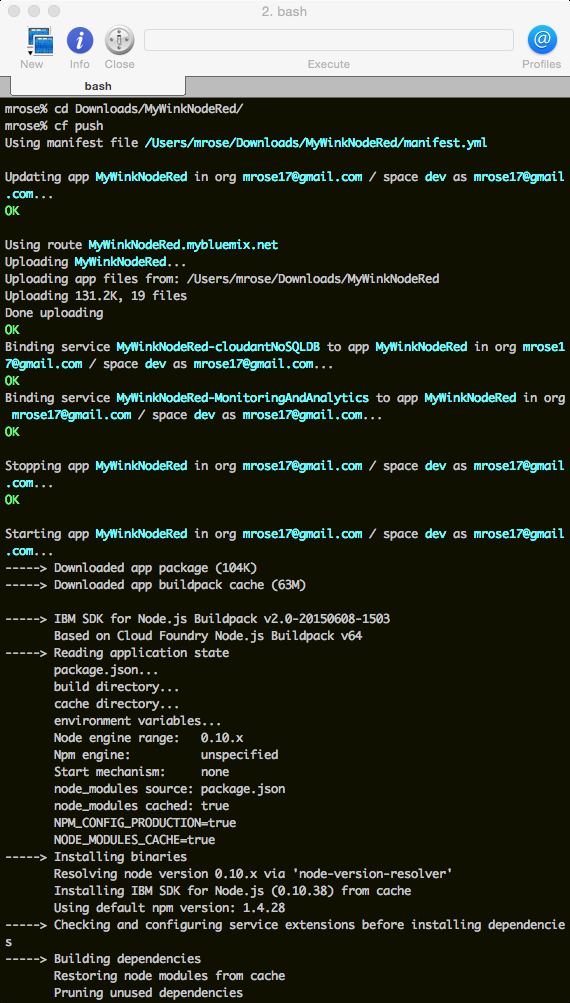 2. bash
New
Info
Close
Execute
Profiles
bash
mrose% cd Downloads/MyWinkNodeRed/
mrose% cf push
Using manifest file /Users/mrose/Downloads/MyWinkNodeRed/manifest.yml
Updating app MyWinkNodeRed in org mrose17@gmail.com / space dev as mrose17@gmail
.com...
OK
Using route MyWinkNodeRed.mybluemix.net
Uploading MyWinkNodeRed...
Uploading app files from: /Users/mrose/Downloads/MyWinkNodeRed
Uploading 131.2K, 19 files
Done uploading
OK
Binding service MyWinkNodeRed-cloudantNoSQLDB to app MyWinkNodeRed in org mrose1
7@gmail.com / space dev as mrose17@gmail.com...
OK
Binding service MyWinkNodeRed-MonitoringAndAnalytics to app MyWinkNodeRed in org
mrose17@gmail.com / space dev as mrose17@gmail.com...
OK
Stopping app MyWinkNodeRed in org mrose17@gmail.com / space dev as mrose17@gmail
.com...
OK
Starting app MyWinkNodeRed in org mrose17@gmail.com / space dev as mrose17@gmail
.com...
-----> Downloaded app package (104K)
-----> Downloaded app buildpack cache (63M)
-----> IBM SDK for Node.js Buildpack v2.0-20150608-1503
Based on Cloud Foundry Node.js Buildpack v64
-----> Reading application state
package.json...
build directory...
cache directory...
environment variables...
Node engine range:   0.10.x
Npm engine:          unspecified
Start mechanism:     none
node_modules source: package.json
node_modules cached: true
NPM_CONFIG_PRODUCTION=true
NODE_MODULES_CACHE=true
-----> Installing binaries
Resolving node version 0.10.x via 'node-version-resolver'
Installing IBM SDK for Node.js (0.10.38) from cache
Using default npm version: 1.4.28
-----> Checking and configuring service extensions before installing dependencie
s
-----> Building dependencies
Restoring node modules from cache
Pruning unused dependencies